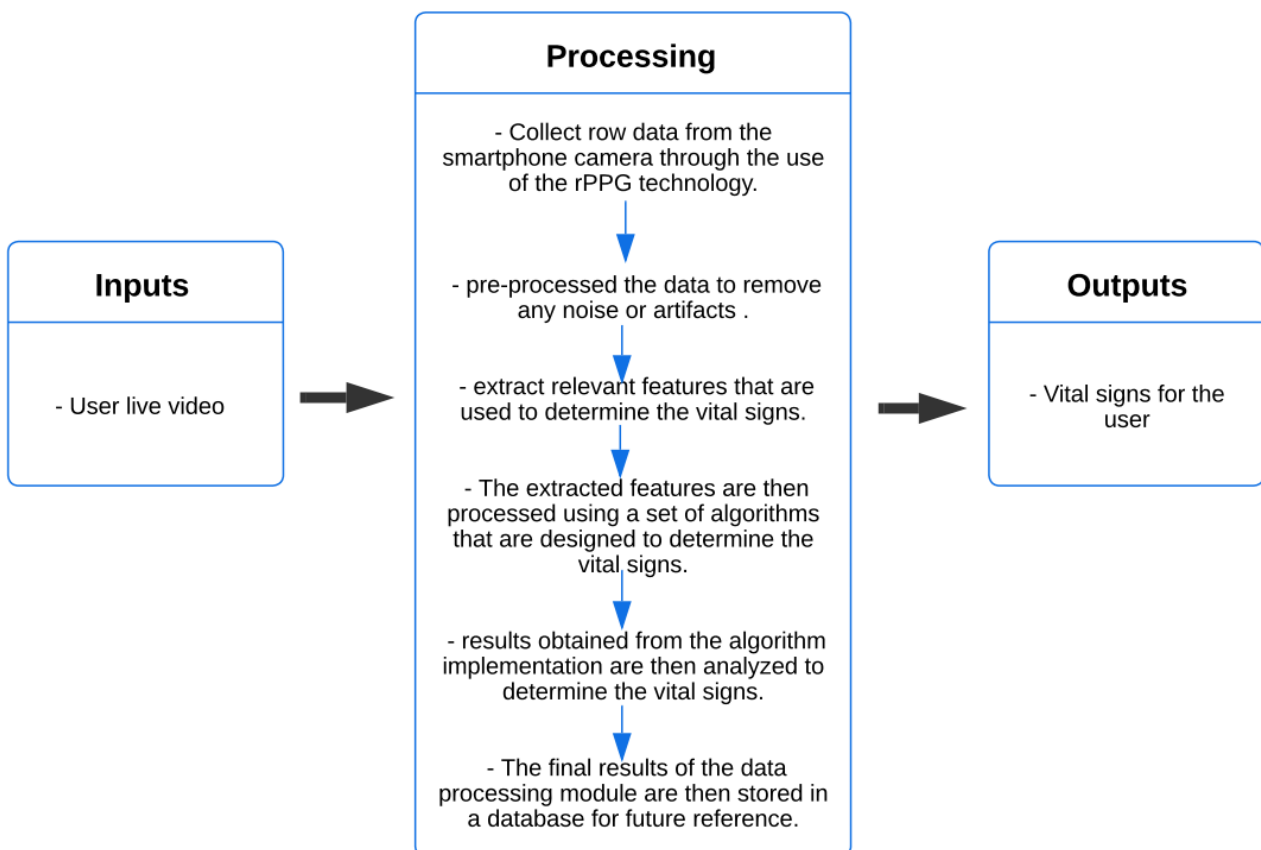 Inputs
- User live video
Processing
- Collect row data from the
smartphone camera through the use
of the rPPG technology.
- pre-processed the data to remove
any noise or artifacts .
- extract relevant features that are
used to determine the vital signs.
- The extracted features are then
processed using a set of algorithms
that are designed to determine the
vital signs.
- results obtained from the algorithm
implementation are then analyzed to
determine the vital signs.
- The final results of the data
processing module are then stored in
a database for future reference.
Outputs
- Vital signs for the
user